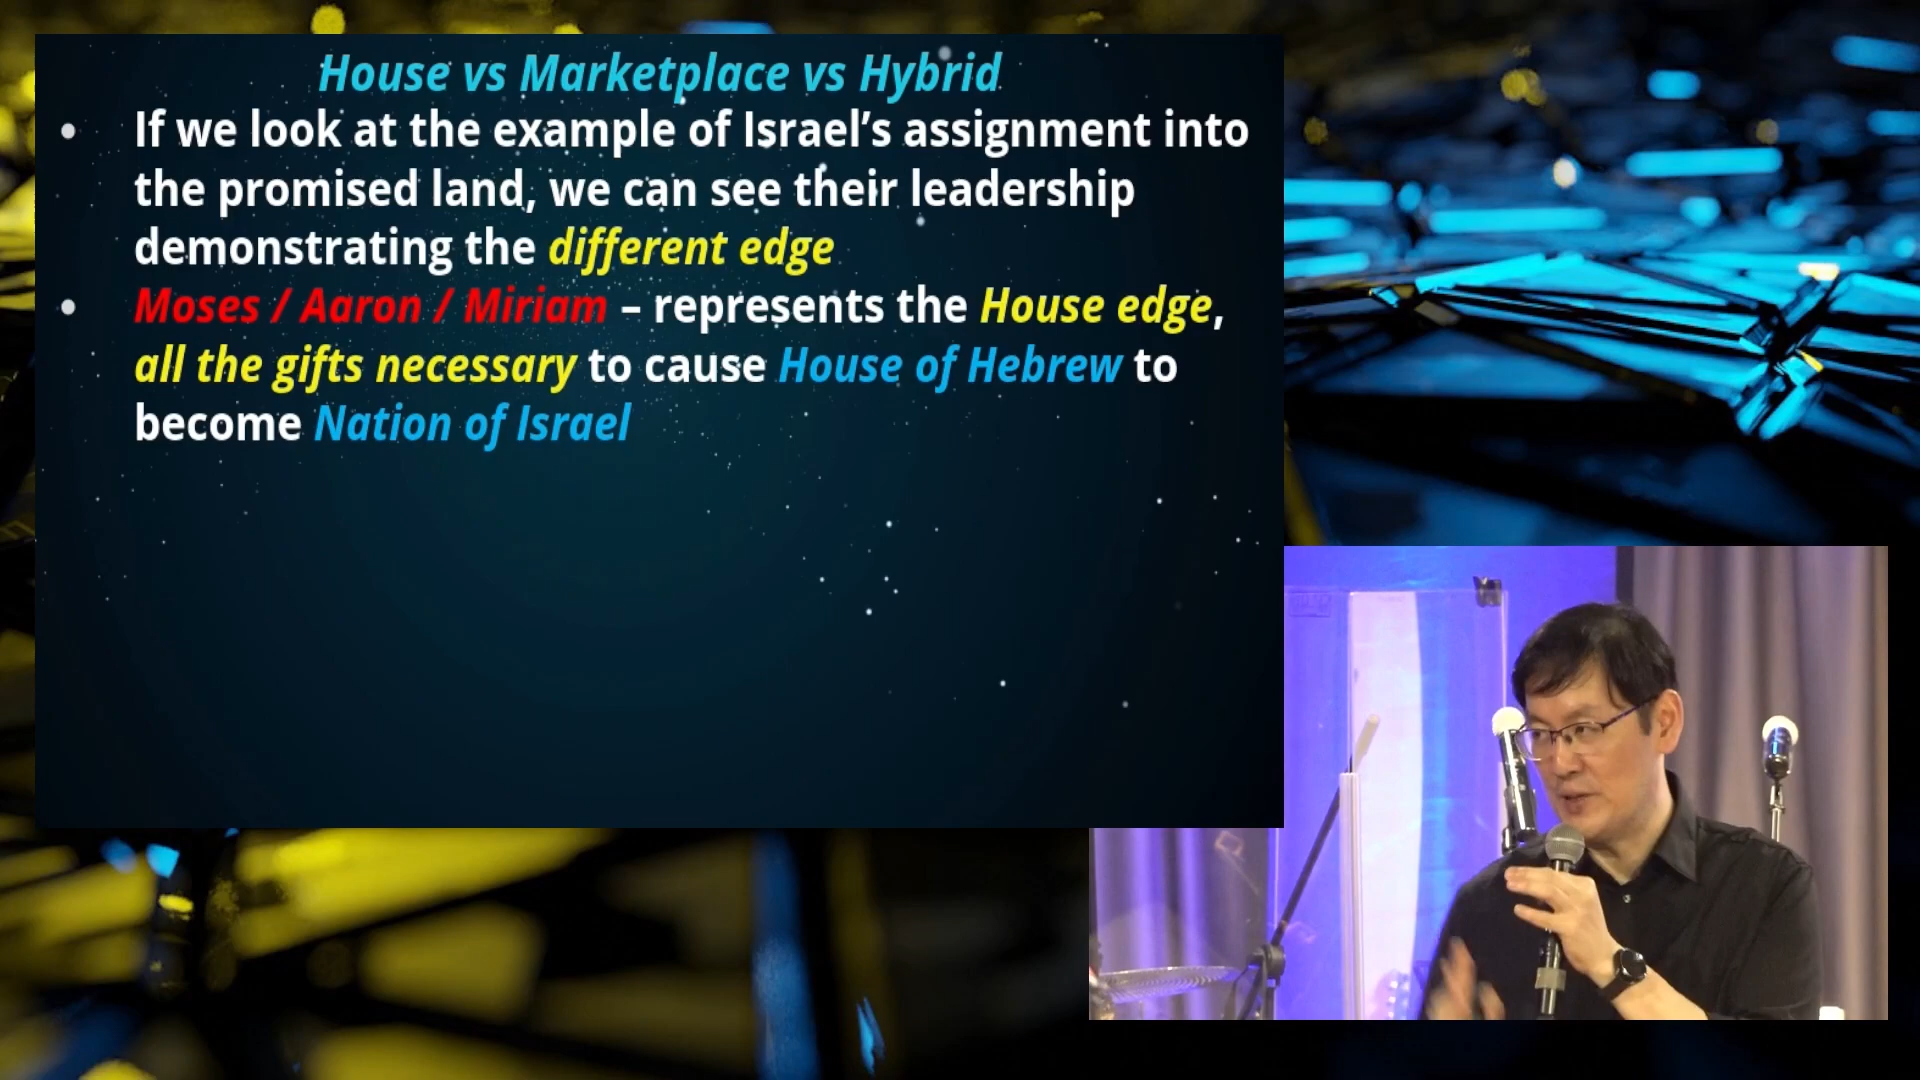 House vs Marketplace vs Hybrid
• If we look at the example of Israel’s assignment into
the promised land, we can see their leadership
demonstrating the different edge
• Moses / Aaron / Miriam – represents the House edge,
all the gifts necessary to cause House of Hebrew to
become Nation of Israel